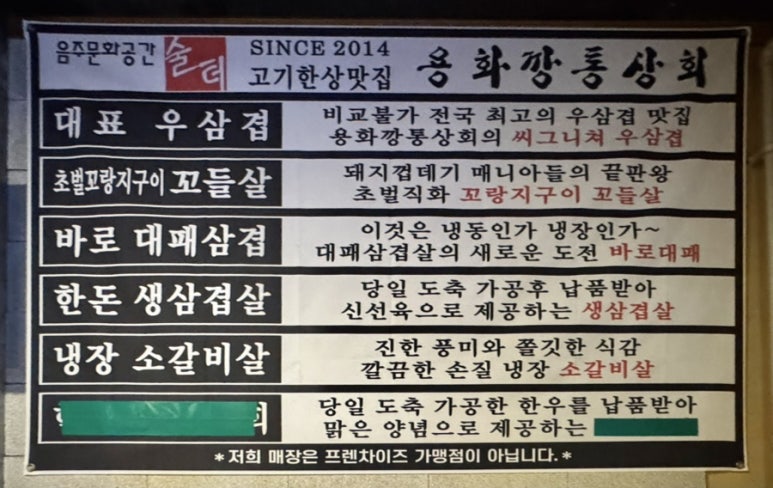 음주문화공간 술터 SINCE 2014
고기한상맛집 용화깡통상회
대표 우삼겹
비교불가 전국 최고의 우삼겹 맛집
용화깡통상회의 씨그니쳐 우삼겹
초벌꼬랑지구이 꼬들살
돼지껍데기 매니아들의 끝판왕
초벌직화 꼬랑지구이 꼬들살
바로 대패삼겹
이것은 냉동인가 냉장인가~
대패삼겹살의 새로운 도전 바로대패
한돈 생삼겹살
당일 도축 가공후 납품받아
신선육으로 제공하는 생삼겹살
냉장 소갈비살
진한 풍미와 쫄깃한 식감
깔끔한 손질 냉장 소갈비살
당일 도축 가공한 한우를 납품받아
맑은 양념으로 제공하는
*저희 매장은 프렌차이즈 가맹점이 아닙니다.*